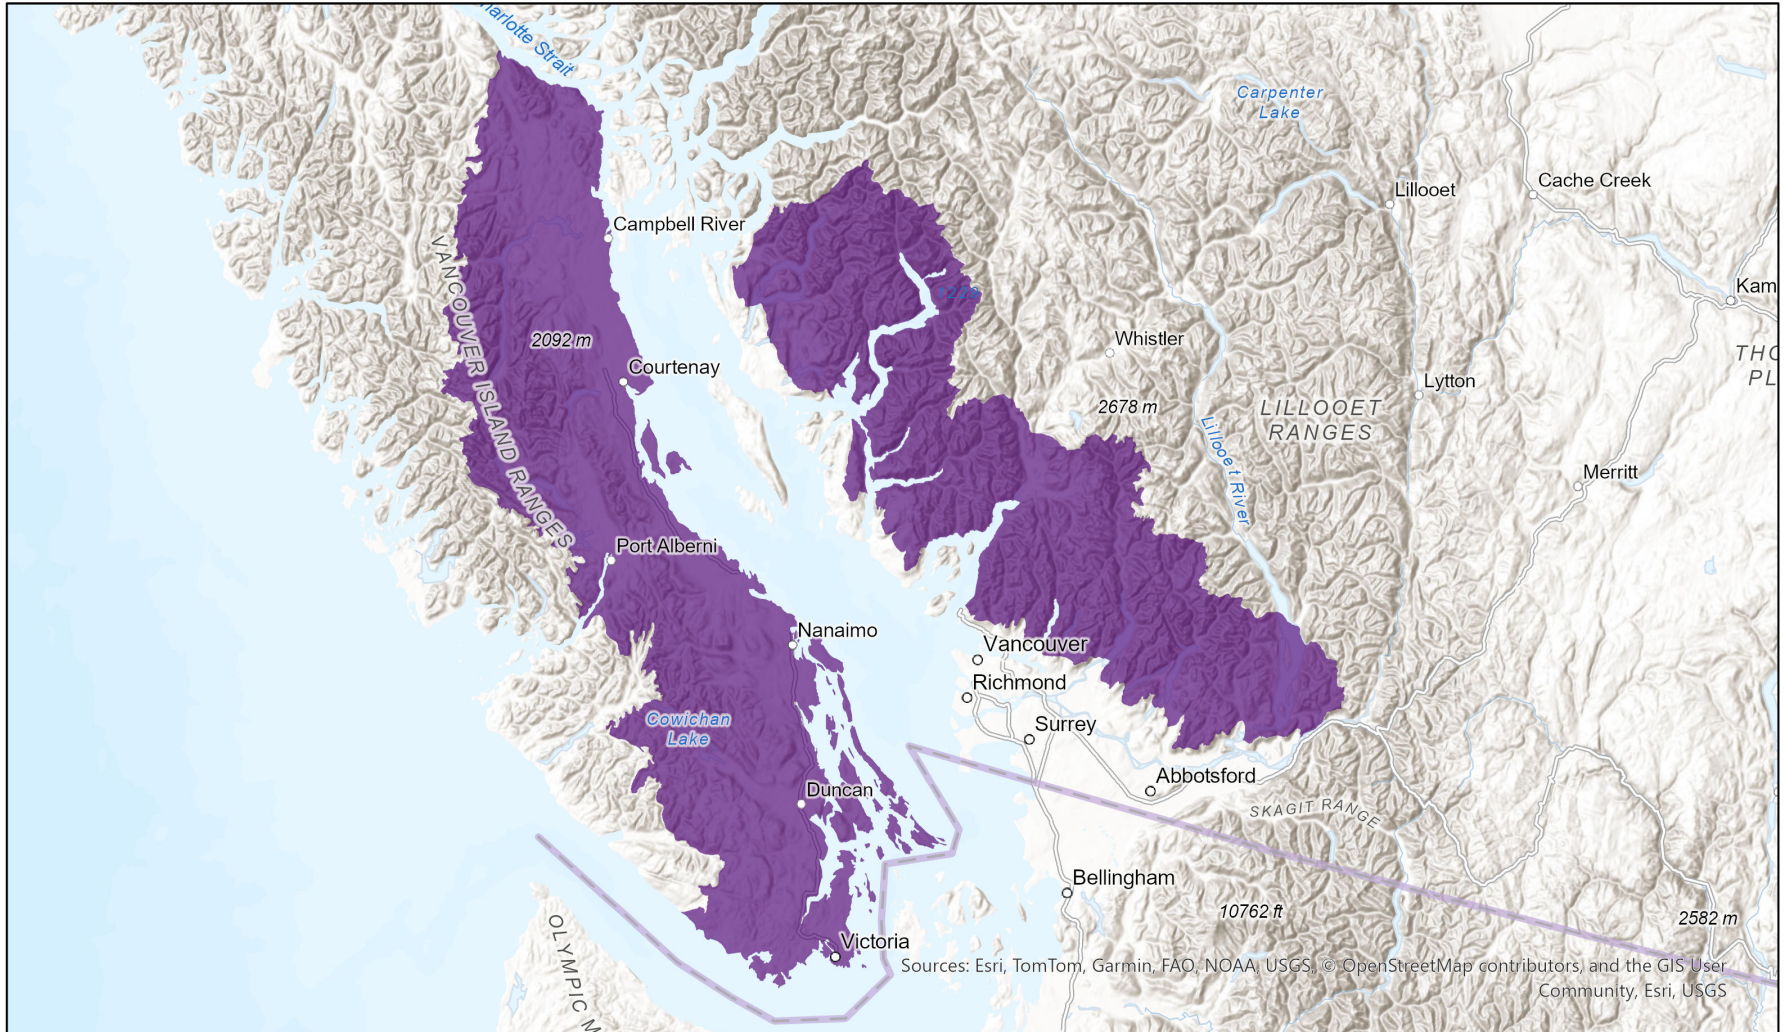 Charlotte Strait
Carpenter
Lake
Lillooet
Cache Creek
Campbell River
Kam
VANCOUVER ISLAND RANGES
2092 m
Whistler
THO
PL
Courtenay
Lytton
2678 m
LILLOOET
RANGES
Lillooet River
Merritt
Port Alberni
Nanaimo
Vancouver
Richmond
Cowichan
Lake
Surrey
Abbotsford
Duncan
SKAGIT RANGE
Bellingham
10762 ft
2582 m
OLYMPIC M
Victoria
Sources: Esri, TomTom, Garmin, FAO, NOAA, USGS, © OpenStreetMap contributors, and the GIS User
Community, Esri, USGS